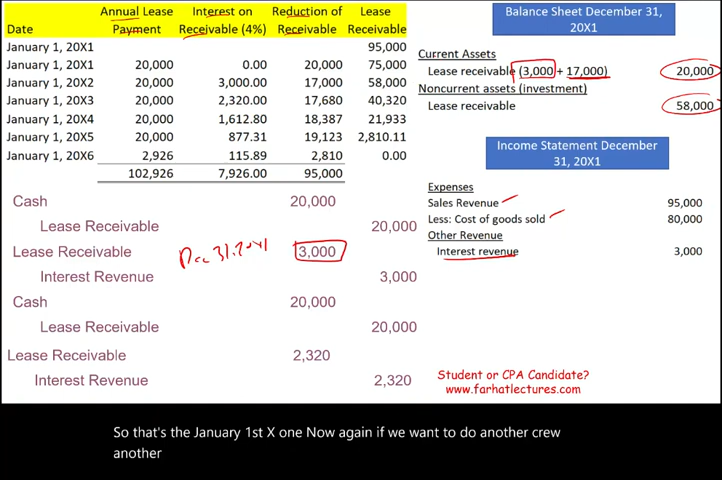 Annual Lease Interest on Reduction of Lease
Date Payment Receivable (4%) Receivable Receivable
January 1, 20X1 95,000
January 1, 20X1 20,000 0.00 20,000 75,000
January 1, 20X2 20,000 3,000.00 17,000 58,000
January 1, 20X3 20,000 2,320.00 17,680 40,320
January 1, 20X4 20,000 1,612.80 18,387 21,933
January 1, 20X5 20,000 877.31 19,123 2,810.11
January 1, 20X6 2,926 115.89 2,810 0.00
102,926 7,926.00 95,000
Cash 20,000
Lease Receivable 20,000
Lease Receivable Dec 31, 20X1 3,000
Interest Revenue 3,000
Cash 20,000
Lease Receivable 20,000
Lease Receivable 2,320
Interest Revenue 2,320
Balance Sheet December 31,
20X1
Current Assets
Lease receivable (3,000 + 17,000) 20,000
Noncurrent assets (investment)
Lease receivable 58,000
Income Statement December
31, 20X1
Expenses
Sales Revenue 95,000
Less: Cost of goods sold 80,000
Other Revenue
Interest revenue 3,000
Student or CPA Candidate?
www.farhatlectures.com
So that's the January 1st X one Now again if we want to do another crew
another